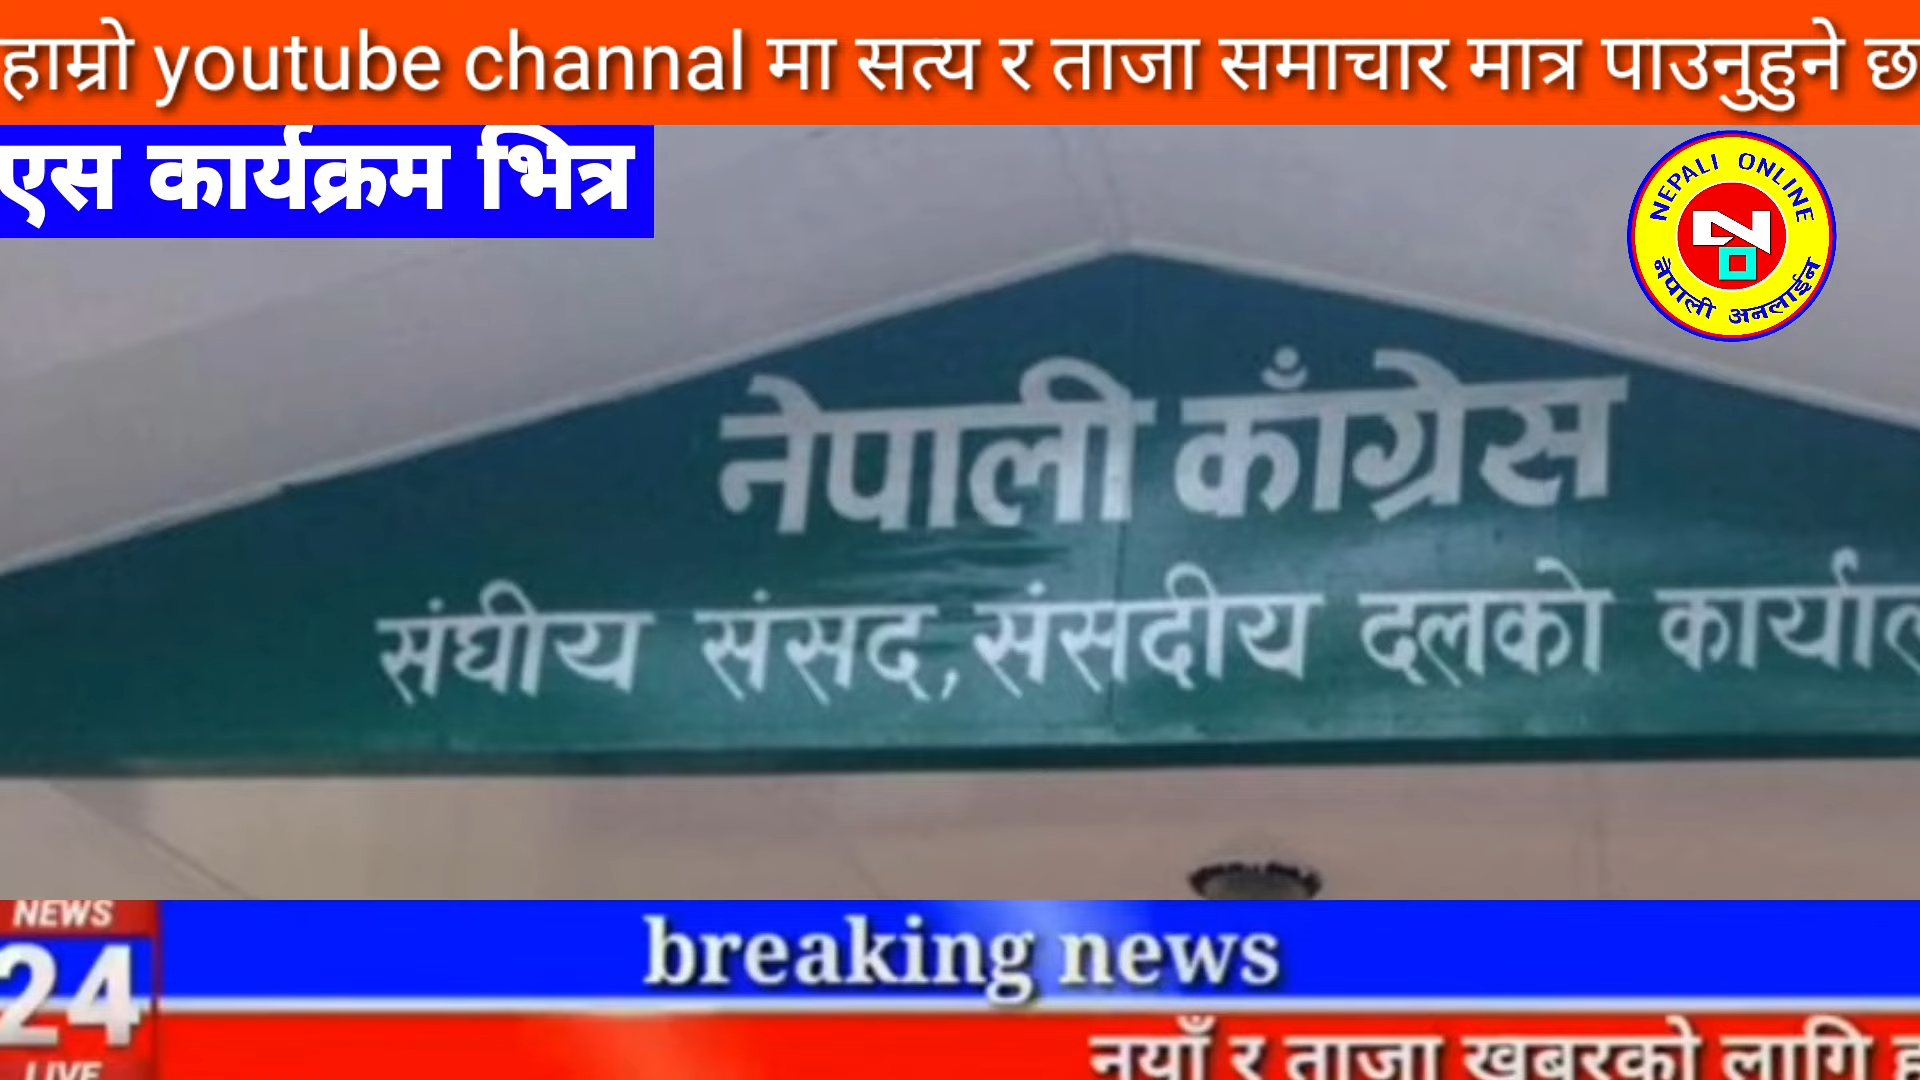 हाम्रो youtube channal मा सत्य र ताजा समाचार मात्र पाउनुहुने छ
एस कार्यक्रम भित्र
NEPALI ONLINE
NO
नेपाली अनलाईन
नेपाली काँग्रेस
संघीय संसद, संसदीय दलको
NEWS
24
LIVE
breaking news
नयाँ र ताजा खबरको लागि